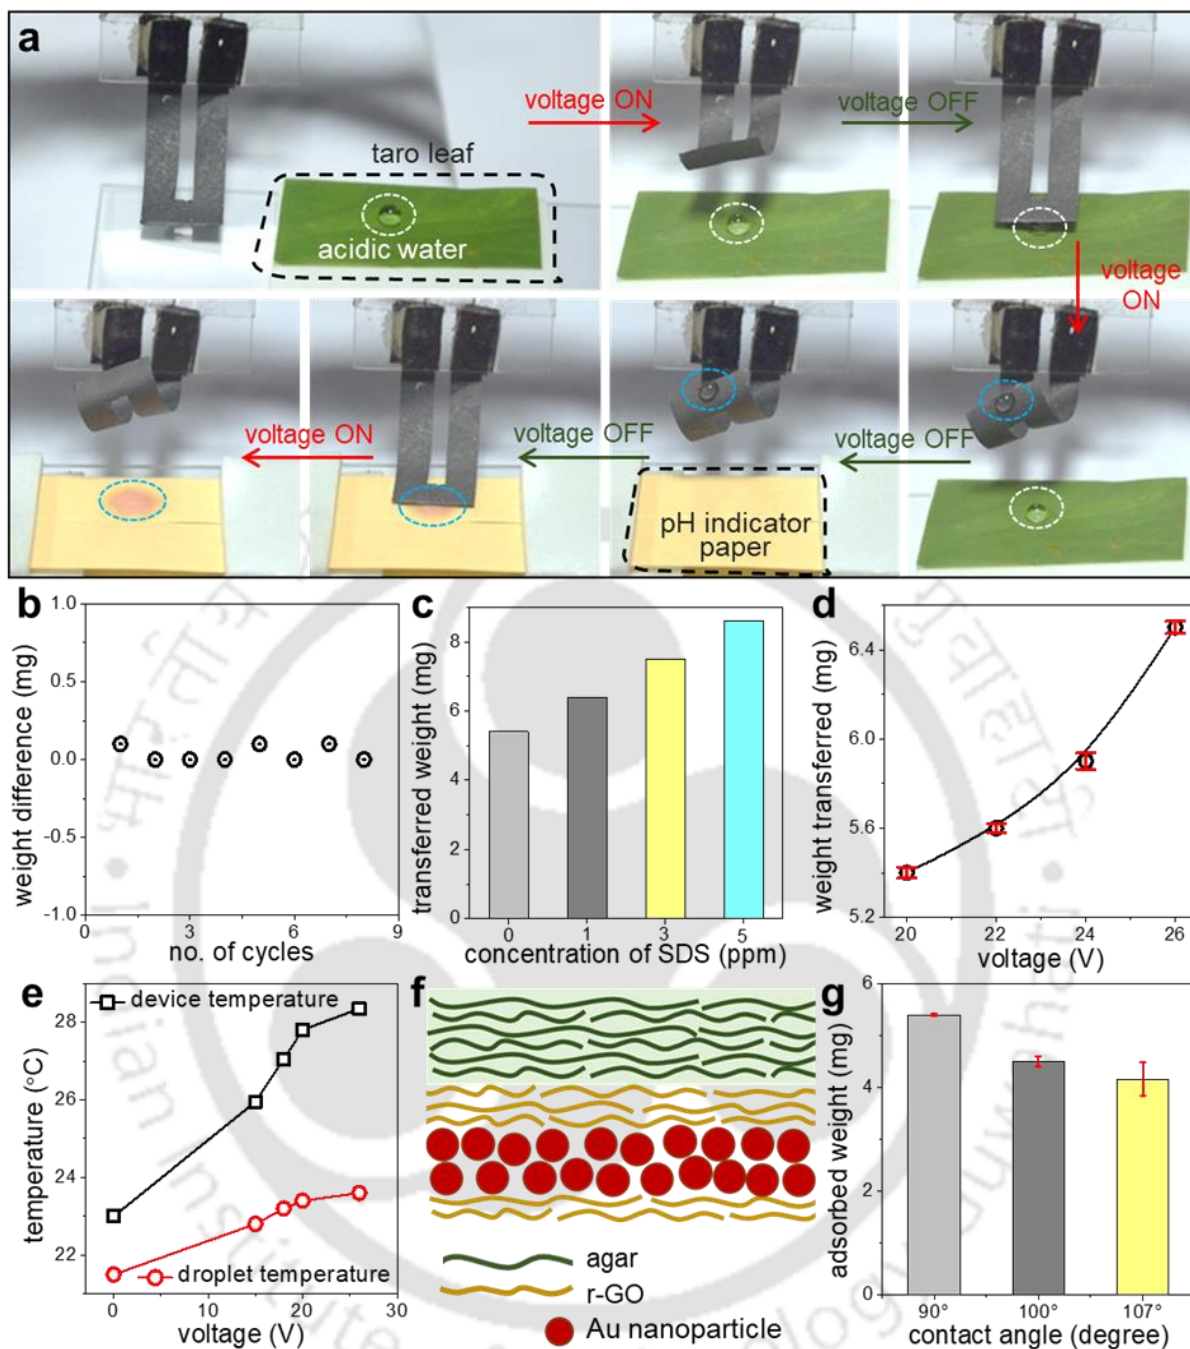 a
voltage ON
voltage OFF
taro leaf
acidic water
voltage
ON
voltage ON
voltage OFF
voltage OFF
pH indicator
paper
b
weight difference (mg)
1.0
0.5
0.0
-0.5
-1.0
0
3
6
9
no. of cycles
c
transferred weight (mg)
8
6
4
2
0
0
1
3
5
concentration of SDS (ppm)
d
weight transferred (mg)
6.4
6.0
5.6
5.2
20
22
24
26
voltage (V)
e
device temperature
temperature (°C)
28
26
24
22
droplet temperature
0
10
20
30
voltage (V)
f
agar
r-GO
Au nanoparticle
g
adsorbed weight (mg)
6
4
2
0
90°
100°
107°
contact angle (degree)
Indian Institute